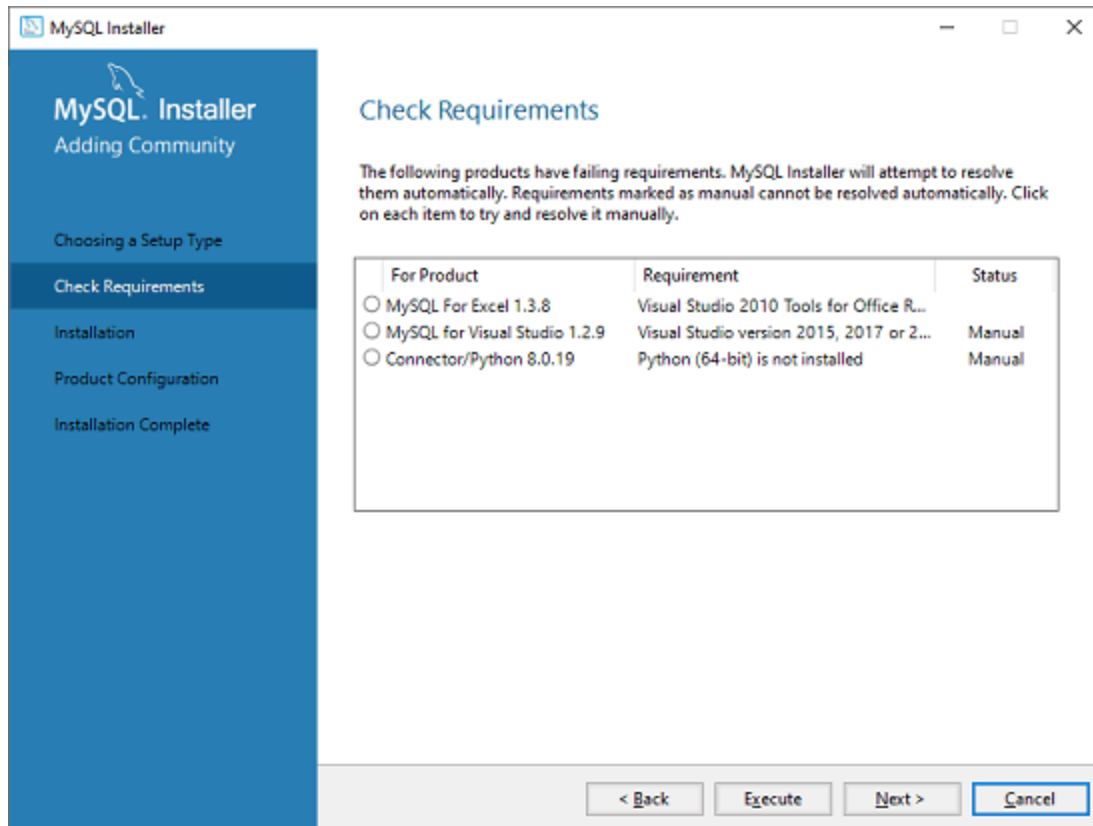 MySQL Installer
MySQL. Installer
Adding Community
Choosing a Setup Type
Check Requirements
Installation
Product Configuration
Installation Complete
Check Requirements
The following products have failing requirements. MySQL Installer will attempt to resolve
them automatically. Requirements marked as manual cannot be resolved automatically. Click
on each item to try and resolve it manually.
For Product Requirement Status
MySQL For Excel 1.3.8 Visual Studio 2010 Tools for Office R...
MySQL for Visual Studio 1.2.9 Visual Studio version 2015, 2017 or 2... Manual
Connector/Python 8.0.19 Python (64-bit) is not installed Manual
< Back Execute Next > Cancel